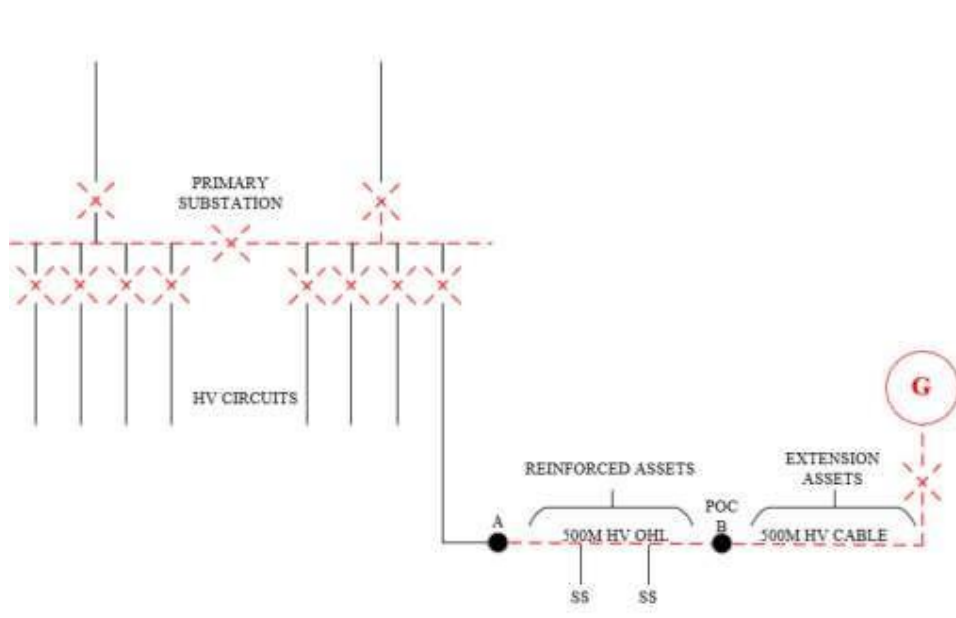 PRIMARY
SUBSTATION
HV CIRCUITS
G
REINFORCED ASSETS
EXTENSION
ASSETS
A
500M HV OHL
POC
B
500M HV CABLE
SS
SS